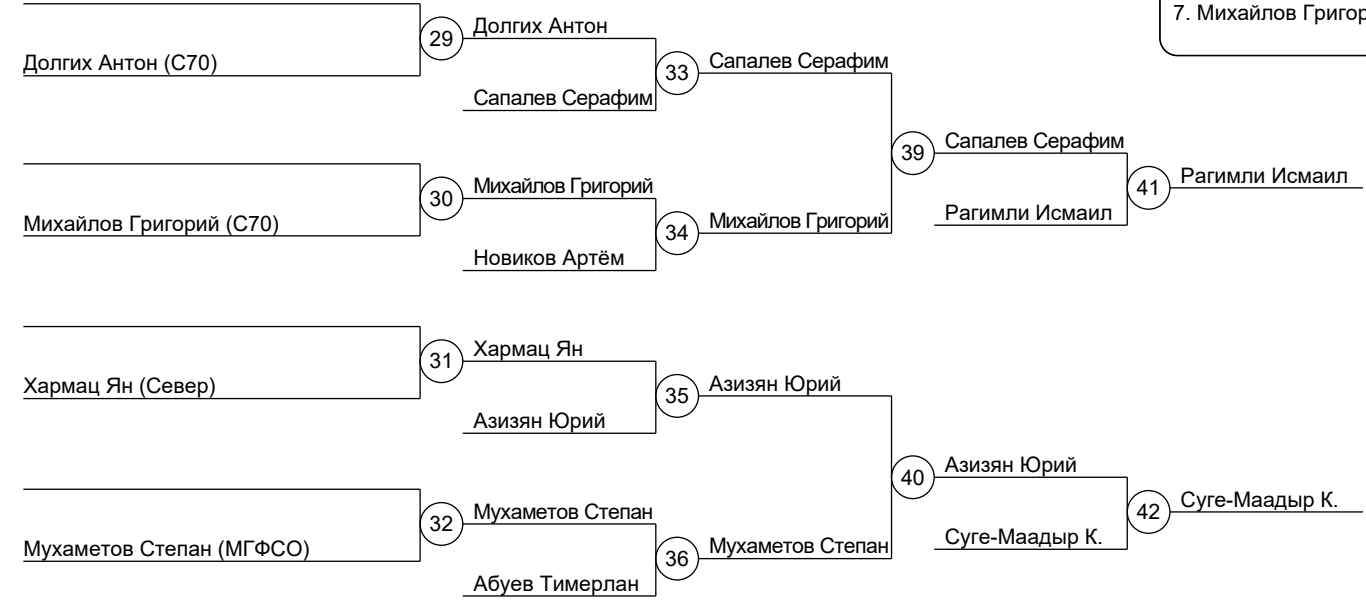 7. Михайлов Григор
Долгих Антон (С70)
29
Долгих Антон
Сапалев Серафим
33
Сапалев Серафим
Михайлов Григорий (С70)
30
Михайлов Григорий
Новиков Артём
34
Михайлов Григорий
39
Сапалев Серафим
Рагимли Исмаил
41
Рагимли Исмаил
Хармац Ян (Север)
31
Хармац Ян
Азизян Юрий
35
Азизян Юрий
Мухаметов Степан (МГФСО)
32
Мухаметов Степан
Абуев Тимерлан
36
Мухаметов Степан
40
Азизян Юрий
Суге-Маадыр К.
42
Суге-Маадыр К.